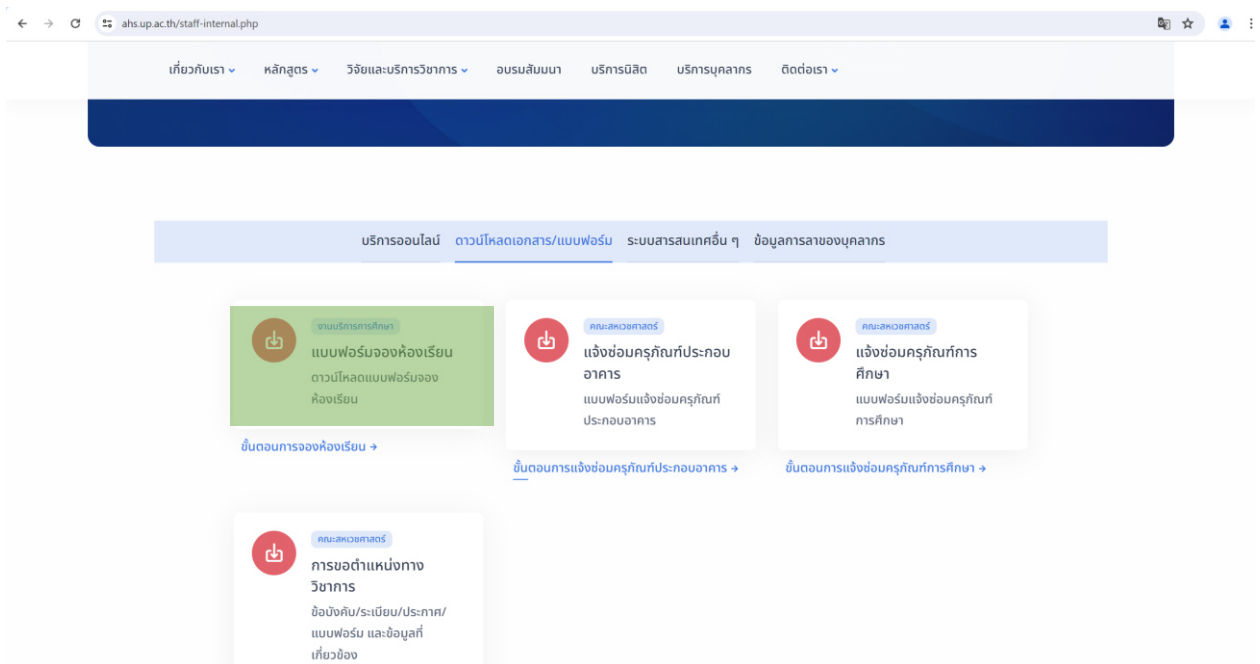 ahs.up.ac.th/staff-internal.php
เกี่ยวกับเรา หลักสูตร วิจัยและบริการวิชาการ อบรมสัมมนา บริการนิสิต บริการบุคลากร ติดต่อเรา
บริการออนไลน์ ดาวน์โหลดเอกสาร/แบบฟอร์ม ระบบสารสนเทศอื่น ๆ ข้อมูลการลาของบุคลากร
งานบริการการศึกษา
แบบฟอร์มจองห้องเรียน
ดาวน์โหลดแบบฟอร์มจอง
ห้องเรียน
ขั้นตอนการจองห้องเรียน →
คณะสหเวชศาสตร์
แจ้งซ่อมครุภัณฑ์ประกอบ
อาคาร
แบบฟอร์มแจ้งซ่อมครุภัณฑ์
ประกอบอาคาร
ขั้นตอนการแจ้งซ่อมครุภัณฑ์ประกอบอาคาร →
คณะสหเวชศาสตร์
แจ้งซ่อมครุภัณฑ์การ
ศึกษา
แบบฟอร์มแจ้งซ่อมครุภัณฑ์
การศึกษา
ขั้นตอนการแจ้งซ่อมครุภัณฑ์การศึกษา →
คณะสหเวชศาสตร์
การขอตำแหน่งทาง
วิชาการ
ข้อบังคับ/ระเบียบ/ประกาศ/
แบบฟอร์ม และข้อมูลที่
เกี่ยวข้อง